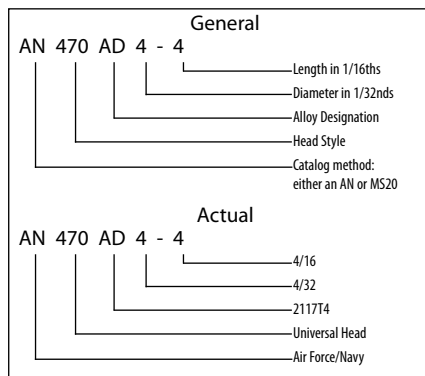 General
AN 470 AD 4 - 4
Length in 1/16ths
Diameter in 1/32nds
Alloy Designation
Head Style
Catalog method:
either an AN or MS20
Actual
AN 470 AD 4 - 4
4/16
4/32
2117T4
Universal Head
Air Force/Navy